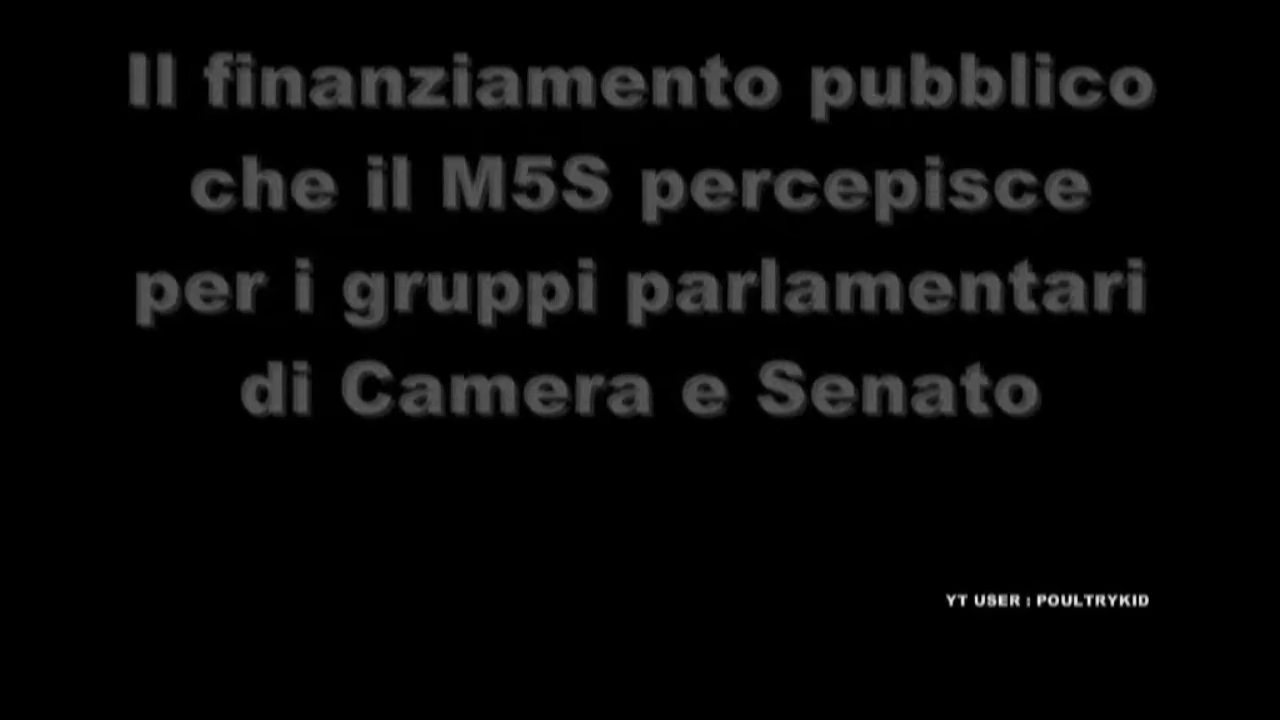 Il finanziamento pubblico
che il M5S percepisce
per i gruppi parlamentari
di Camera e Senato
YT USER : POULTRYKID